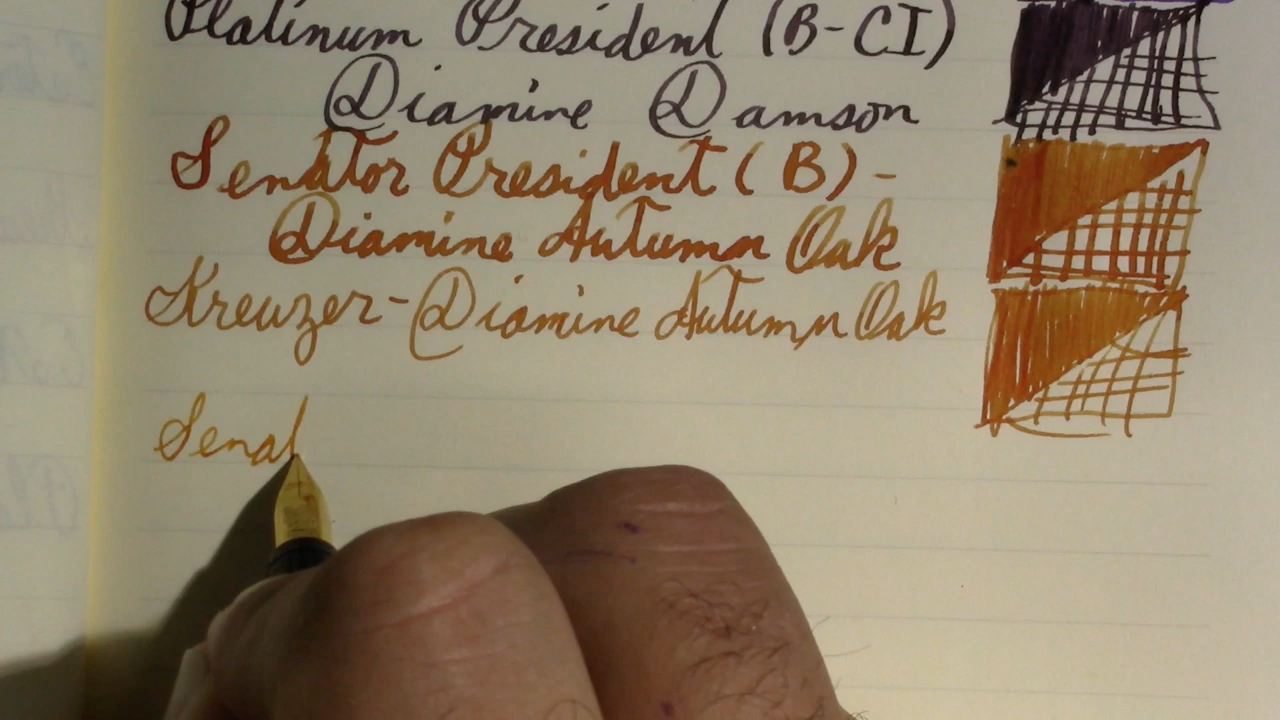 Platinum President (B-CI)
Diamine Damson
Senator President (B) -
Diamine Autumn Oak
Kreuzer - Diamine Autumn Oak
Senat